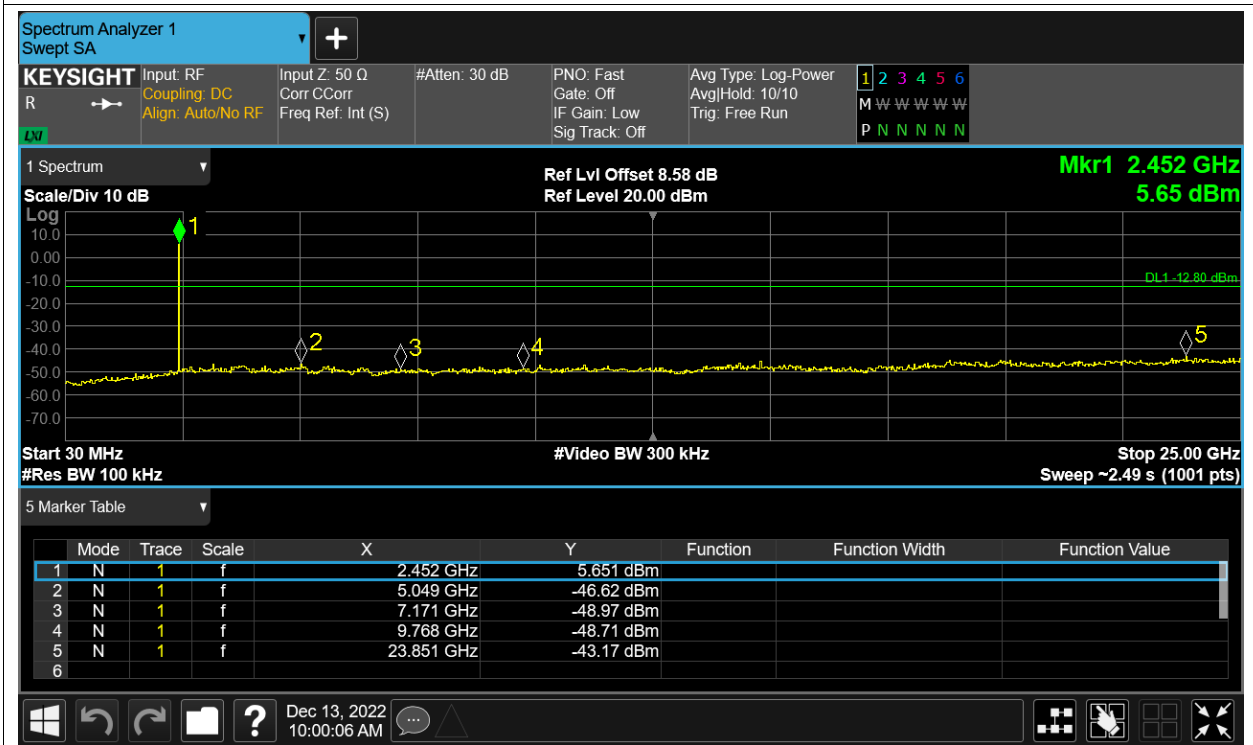 Spectrum Analyzer 1
Swept SA
KEYSIGHT Input: RF Input Z: 50 Ω #Atten: 30 dB PNO: Fast Avg Type: Log-Power 1 2 3 4 5 6
R Coupling: DC Corr CCorr Gate: Off Avg|Hold: 10/10 M W W W W W
Align: Auto/No RF Freq Ref: Int (S) IF Gain: Low Trig: Free Run
LXI Sig Track: Off P N N N N N
1 Spectrum Ref Lvl Offset 8.58 dB Mkr1 2.452 GHz
Scale/Div 10 dB Ref Level 20.00 dBm 5.65 dBm
Log
1
10.0
0.00
-10.0 DL1 -12.80 dBm
-20.0
-30.0
2 3 4 5
-40.0
-50.0
-60.0
-70.0
Start 30 MHz #Video BW 300 kHz Stop 25.00 GHz
#Res BW 100 kHz Sweep ~2.49 s (1001 pts)
5 Marker Table
Mode Trace Scale X Y Function Function Width Function Value
1 N 1 f 2.452 GHz 5.651 dBm
2 N 1 f 5.049 GHz -46.62 dBm
3 N 1 f 7.171 GHz -48.97 dBm
4 N 1 f 9.768 GHz -48.71 dBm
5 N 1 f 23.851 GHz -43.17 dBm
6
? Dec 13, 2022
10:00:06 AM